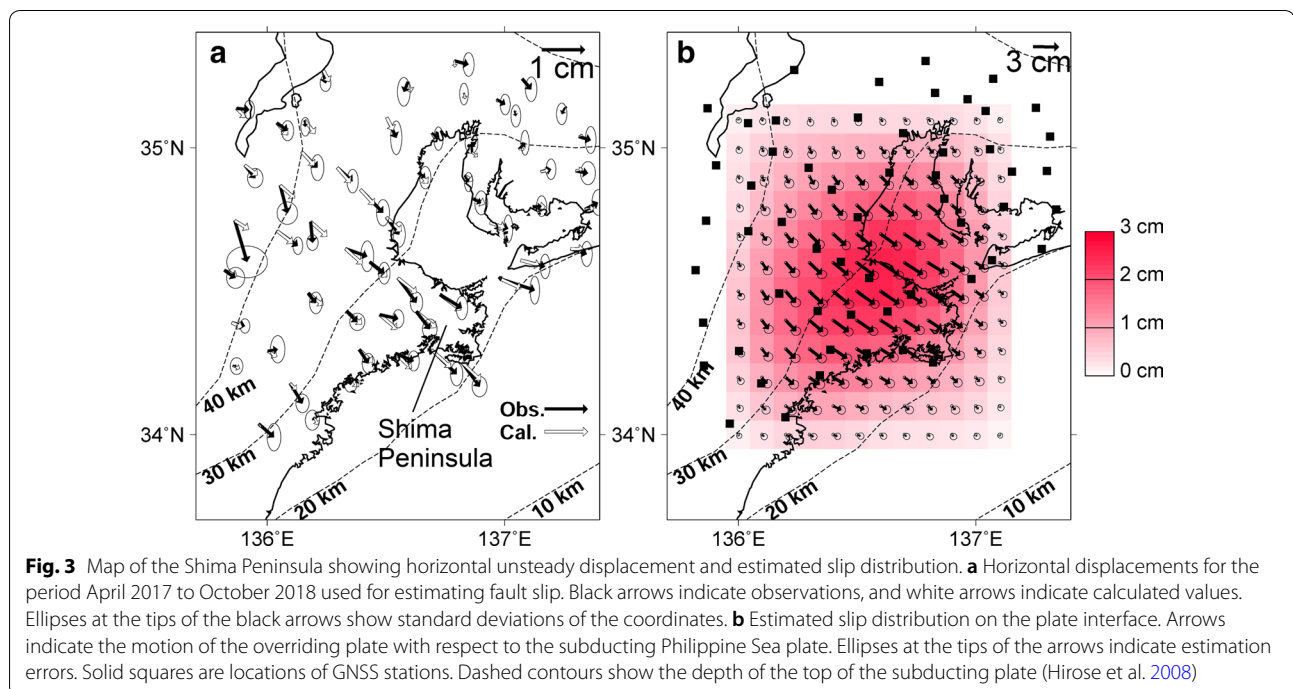 a
1 cm
35°N
34°N
40 km
30 km
20 km
10 km
Obs.
Cal.
Shima
Peninsula
136°E
137°E
b
3 cm
35°N
34°N
40 km
30 km
20 km
10 km
136°E
137°E
3 cm
2 cm
1 cm
0 cm
Fig. 3 Map of the Shima Peninsula showing horizontal unsteady displacement and estimated slip distribution. a Horizontal displacements for the
period April 2017 to October 2018 used for estimating fault slip. Black arrows indicate observations, and white arrows indicate calculated values.
Ellipses at the tips of the black arrows show standard deviations of the coordinates. b Estimated slip distribution on the plate interface. Arrows
indicate the motion of the overriding plate with respect to the subducting Philippine Sea plate. Ellipses at the tips of the arrows indicate estimation
errors. Solid squares are locations of GNSS stations. Dashed contours show the depth of the top of the subducting plate (Hirose et al. 2008)